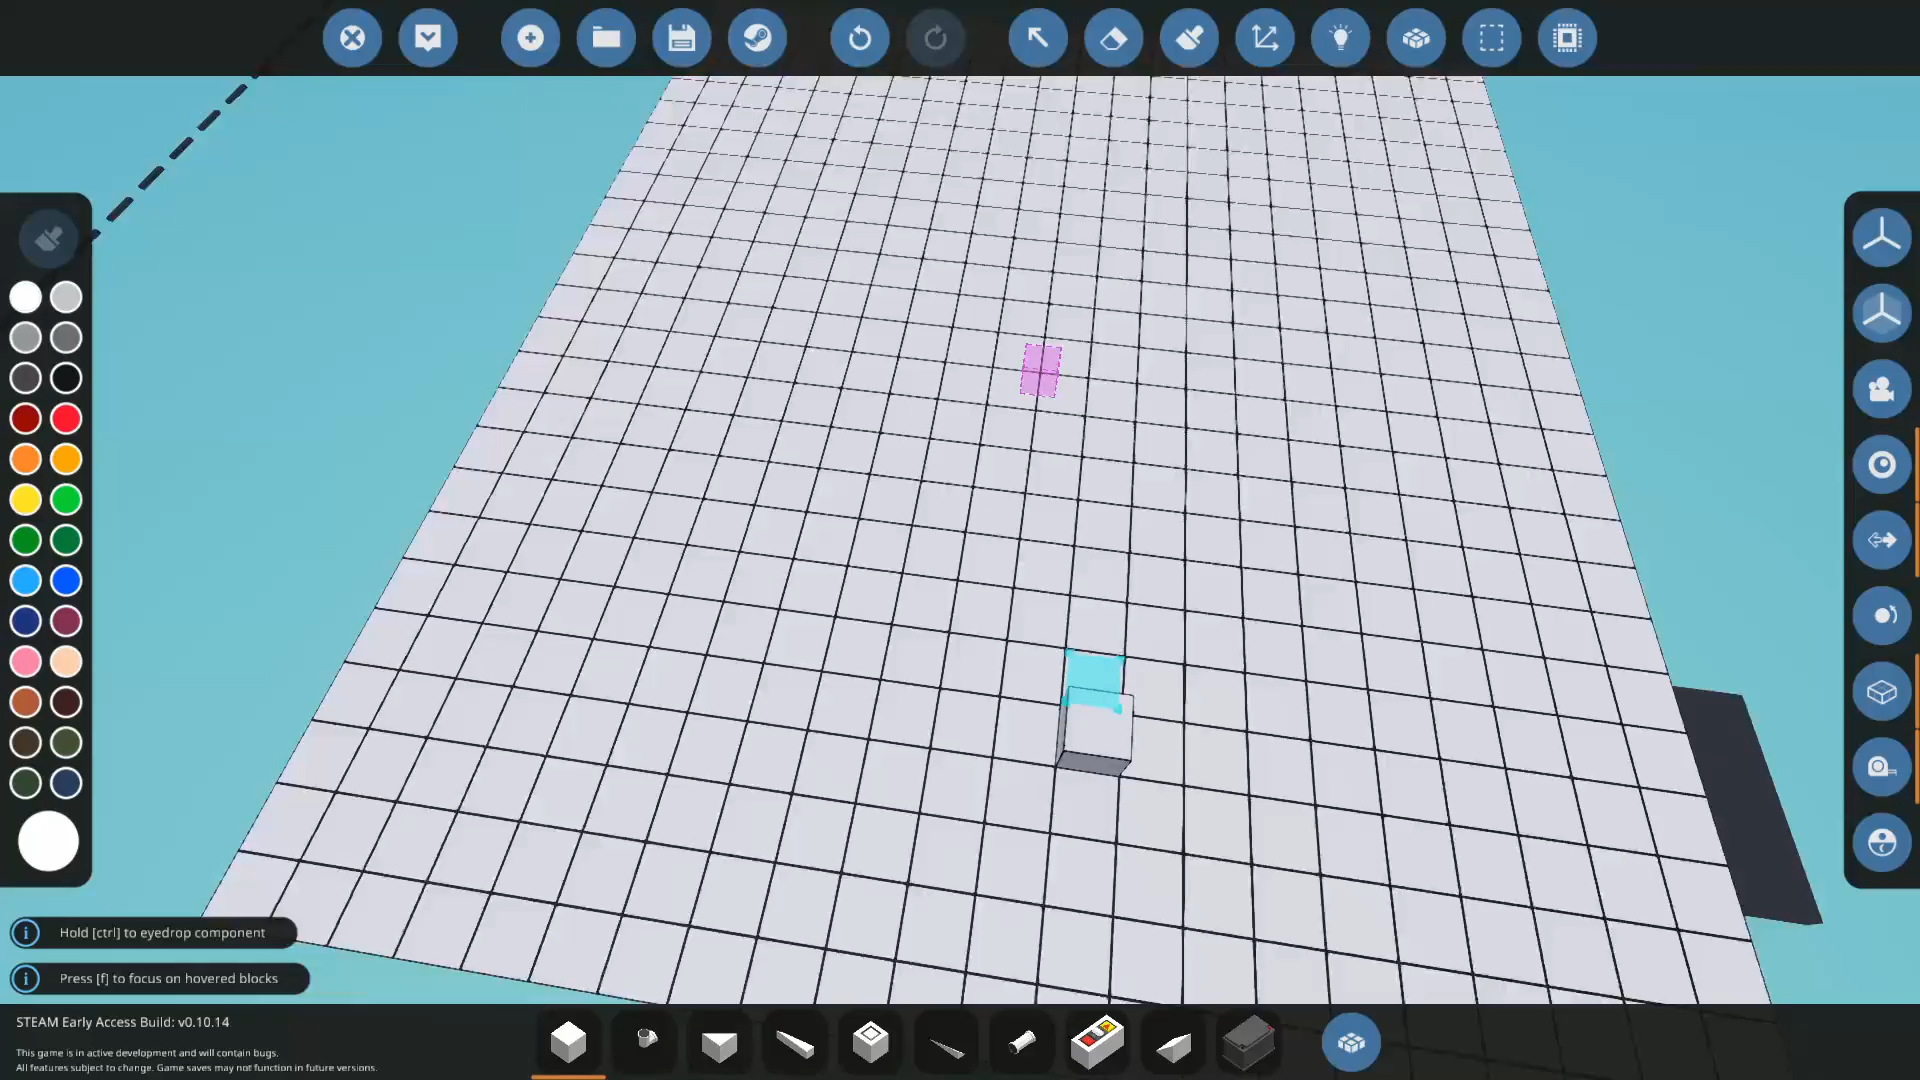 Hold [ctrl] to eyedrop component
Press [f] to focus on hovered blocks
STEAM Early Access Build: v0.10.14
This game is in active development and will contain bugs.
All features subject to change. Game saves may not function in future versions.